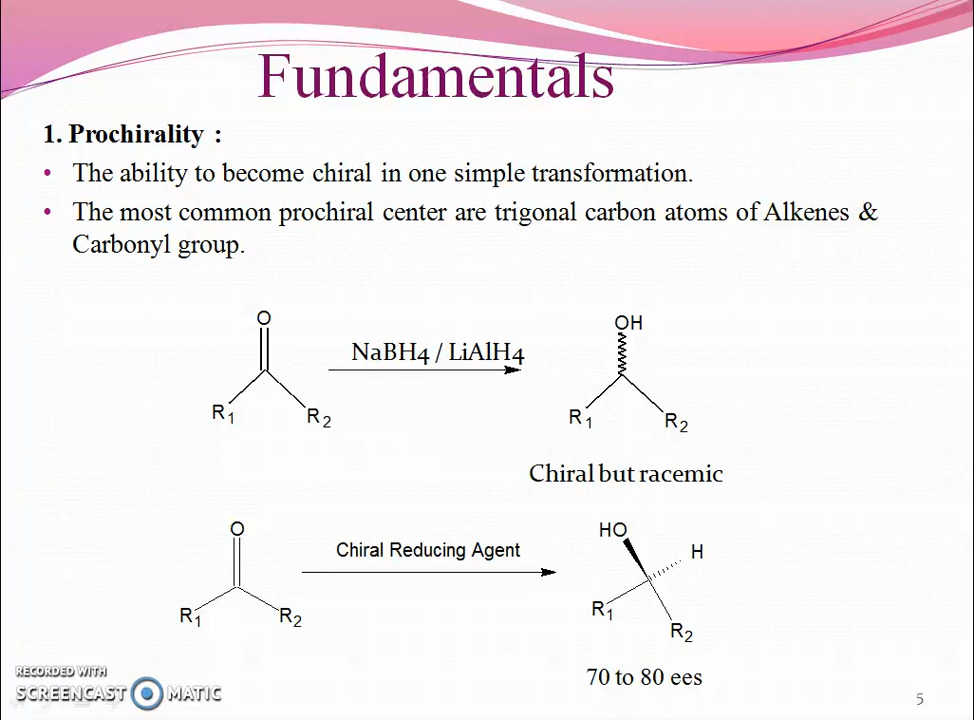 Fundamentals
1. Prochirality :
• The ability to become chiral in one simple transformation.
• The most common prochiral center are trigonal carbon atoms of Alkenes &
Carbonyl group.
O
R1
R2
NaBH4 / LiAlH4
OH
R1
R2
Chiral but racemic
O
R1
R2
Chiral Reducing Agent
HO
H
R1
R2
70 to 80 ees
RECORDED WITH
SCREENCAST MATIC
5